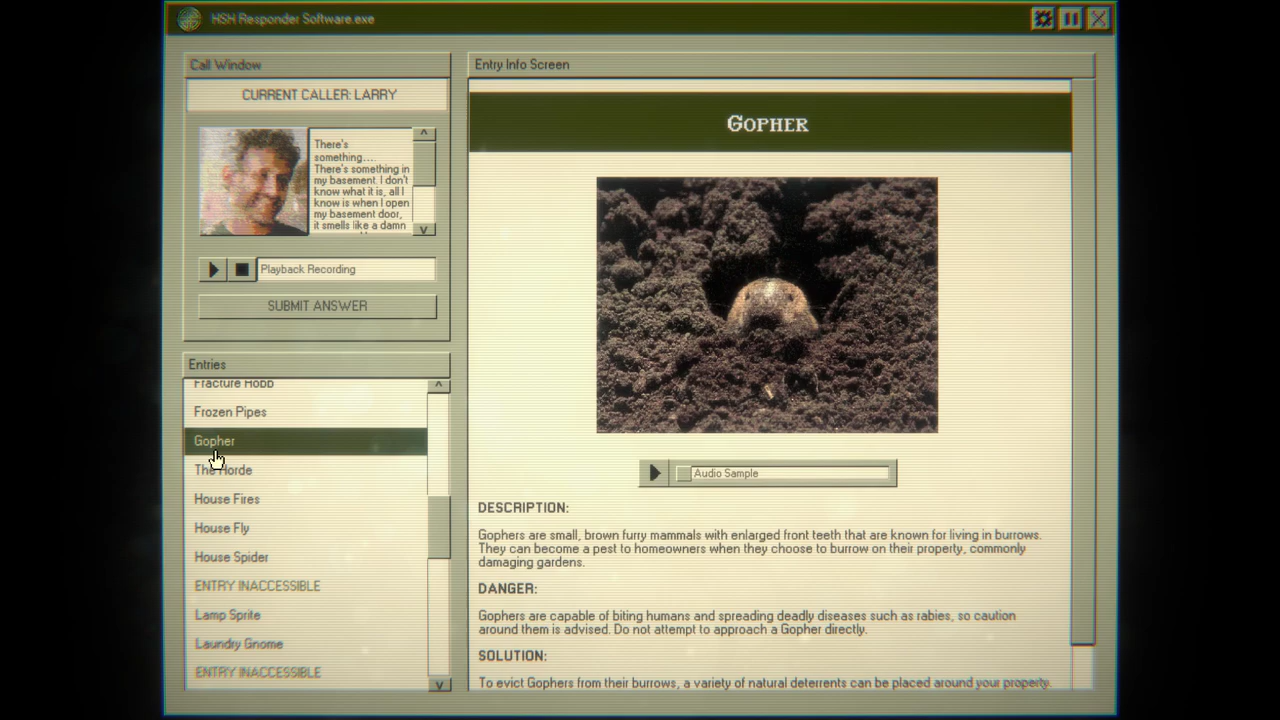 HSH Responder Software.exe
Call Window
CURRENT CALLER: LARRY
There's
something....
There's something in
my basement. I don't
know what it is, all I
know is when I open
my basement door,
it smells like a damn
Playback Recording
SUBMIT ANSWER
Entries
Fracture Hobb
Frozen Pipes
Gopher
The Horde
House Fires
House Fly
House Spider
ENTRY INACCESSIBLE
Lamp Sprite
Laundry Gnome
ENTRY INACCESSIBLE
Entry Info Screen
GOPHER
Audio Sample
DESCRIPTION:
Gophers are small, brown furry mammals with enlarged front teeth that are known for living in burrows.
They can become a pest to homeowners when they choose to burrow on their property, commonly
damaging gardens.
DANGER:
Gophers are capable of biting humans and spreading deadly diseases such as rabies, so caution
around them is advised. Do not attempt to approach a Gopher directly.
SOLUTION:
To evict Gophers from their burrows, a variety of natural deterrents can be placed around your property.